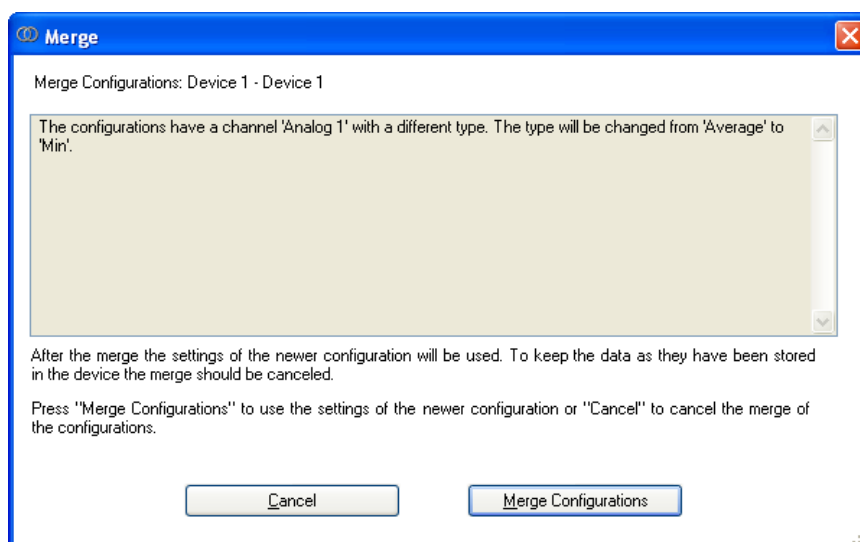 Merge
Merge Configurations: Device 1 - Device 1
The configurations have a channel 'Analog 1' with a different type. The type will be changed from 'Average' to
'Min'.
After the merge the settings of the newer configuration will be used. To keep the data as they have been stored
in the device the merge should be canceled.
Press "Merge Configurations" to use the settings of the newer configuration or "Cancel" to cancel the merge of
the configurations.
Cancel
Merge Configurations